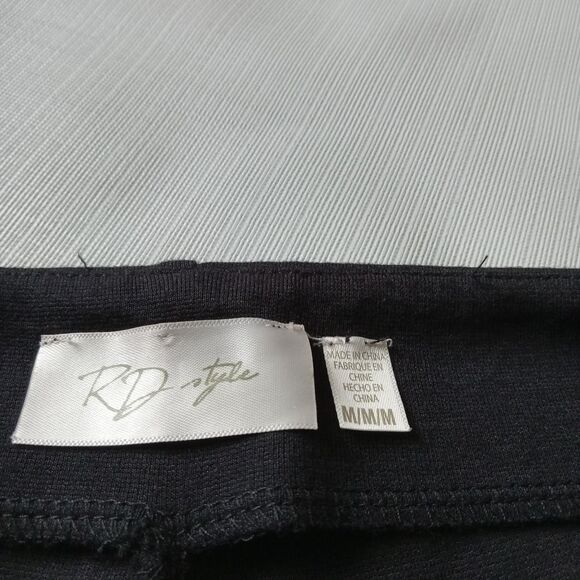 RD style
MADE IN CHINA
FABRIQUE EN
CHINE
HECHO EN
CHINA
M/M/M